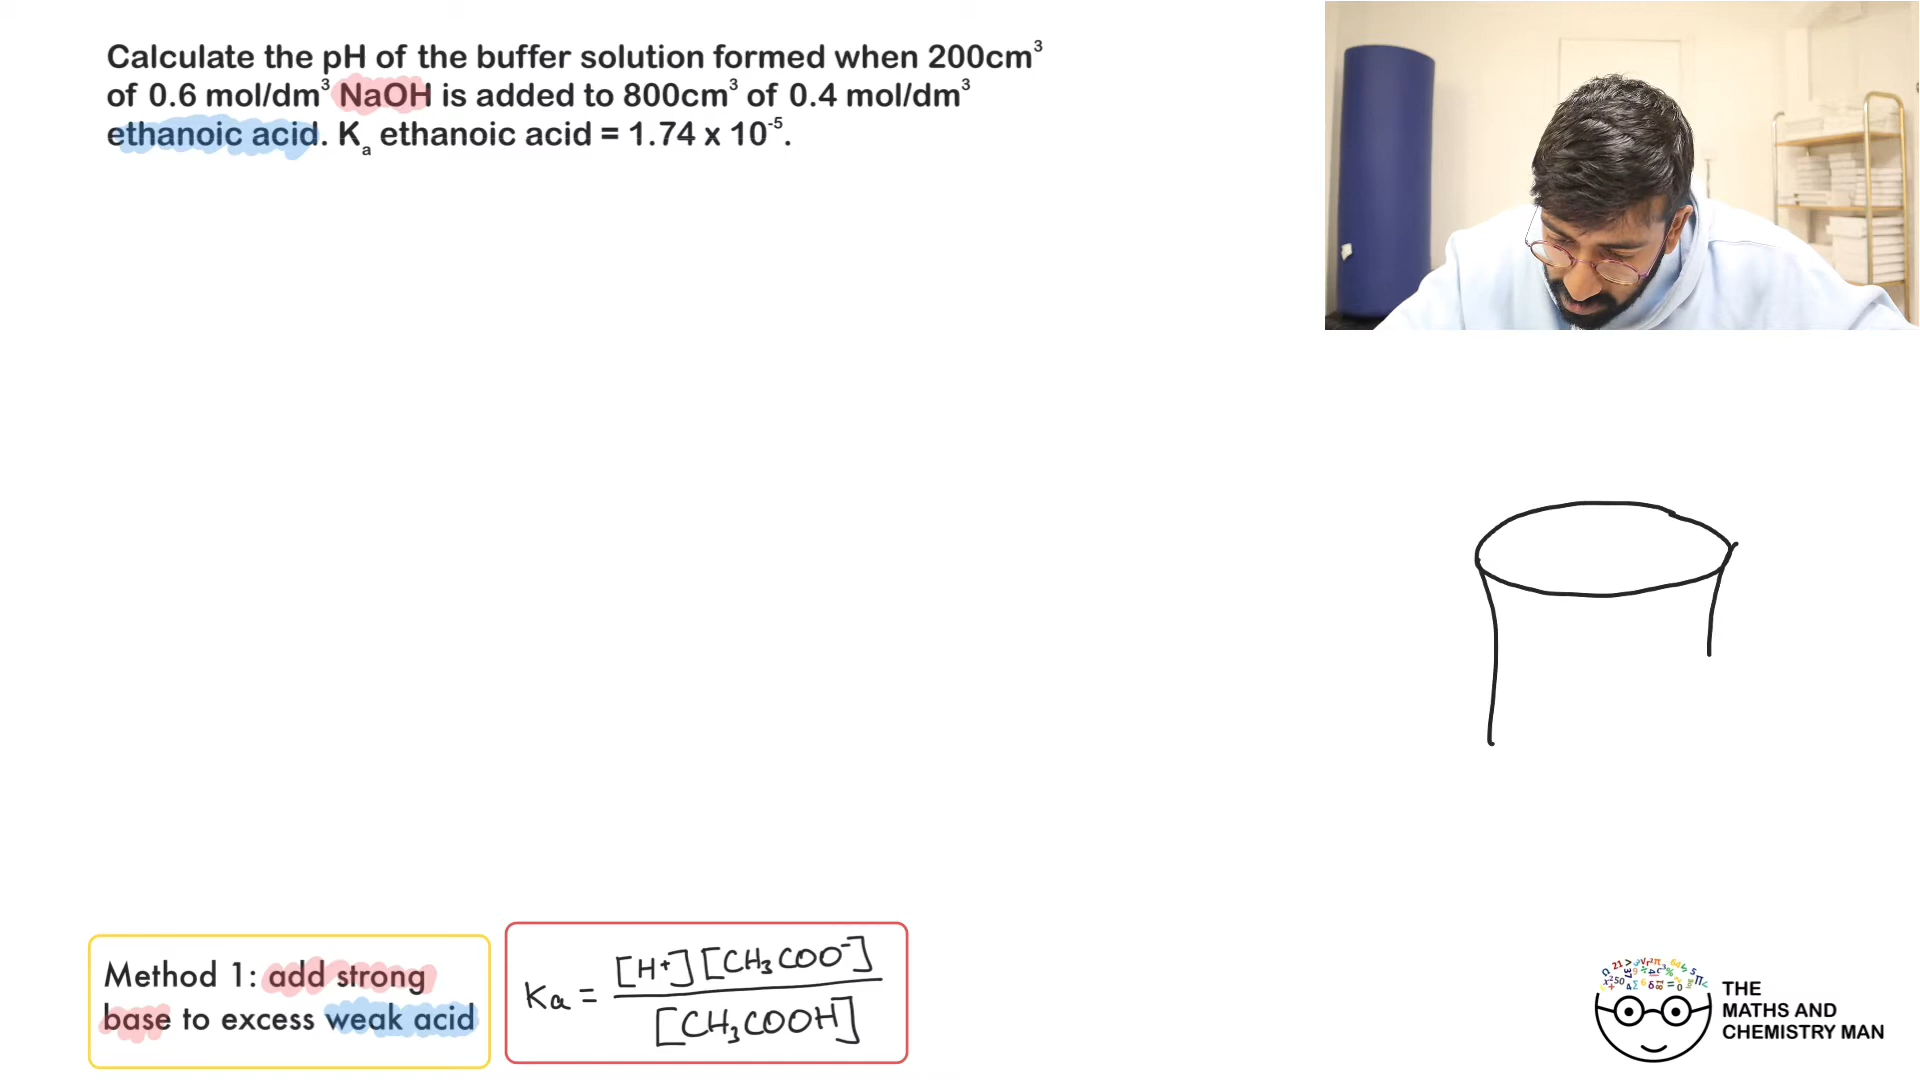 Calculate the pH of the buffer solution formed when 200cm³
of 0.6 mol/dm³ NaOH is added to 800cm³ of 0.4 mol/dm³
ethanoic acid. Kₐ ethanoic acid = 1.74 x 10⁻⁵.
Method 1: add strong
base to excess weak acid
Ka = [H⁺][CH₃COO⁻]
[CH₃COOH]
THE
MATHS AND
CHEMISTRY MAN